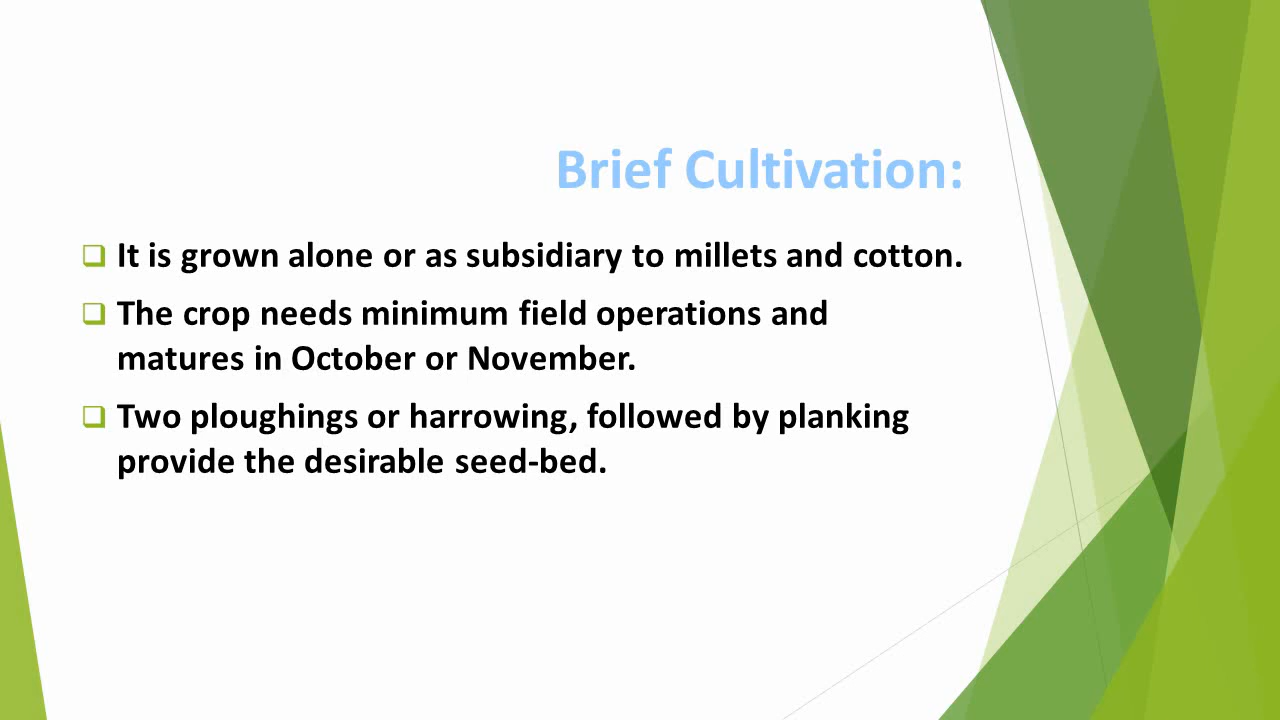 Brief Cultivation:
It is grown alone or as subsidiary to millets and cotton.
The crop needs minimum field operations and
matures in October or November.
Two ploughings or harrowing, followed by planking
provide the desirable seed-bed.